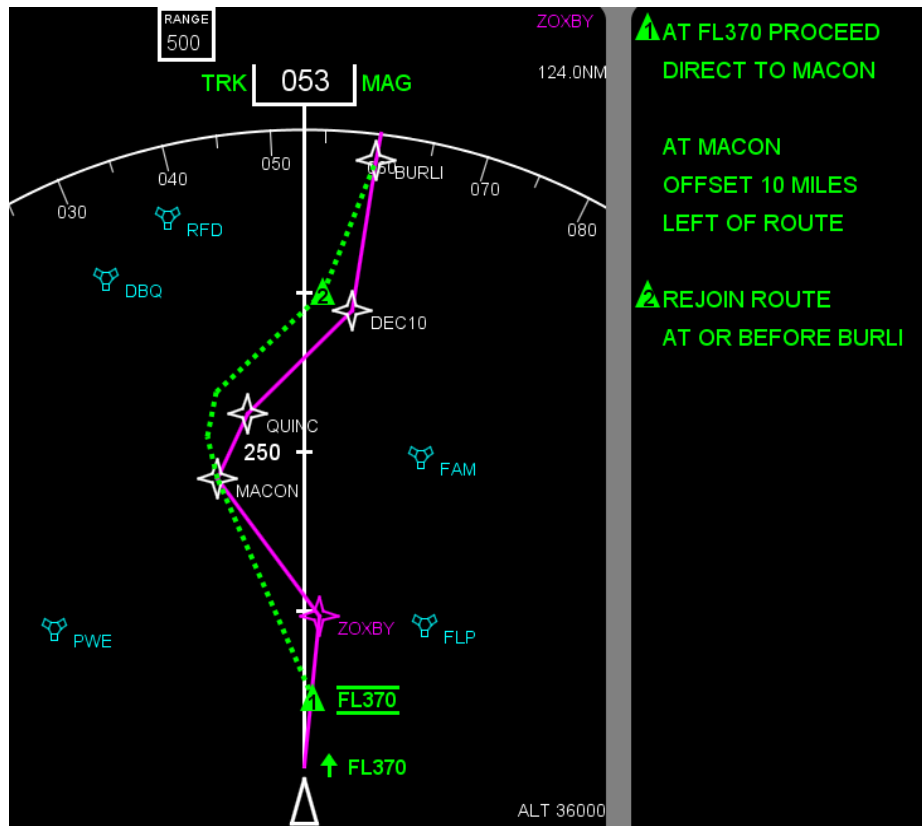 RANGE
500
ZOXBY
124.0NM
TRK 053 MAG
030
040
050
060
070
080
BURLI
RFD
DBQ
2
DEC10
QUINC
250
MACON
FAM
PWE
ZOXBY
FLP
1 FL370
FL370
ALT 36000
1 AT FL370 PROCEED
DIRECT TO MACON
AT MACON
OFFSET 10 MILES
LEFT OF ROUTE
2 REJOIN ROUTE
AT OR BEFORE BURLI